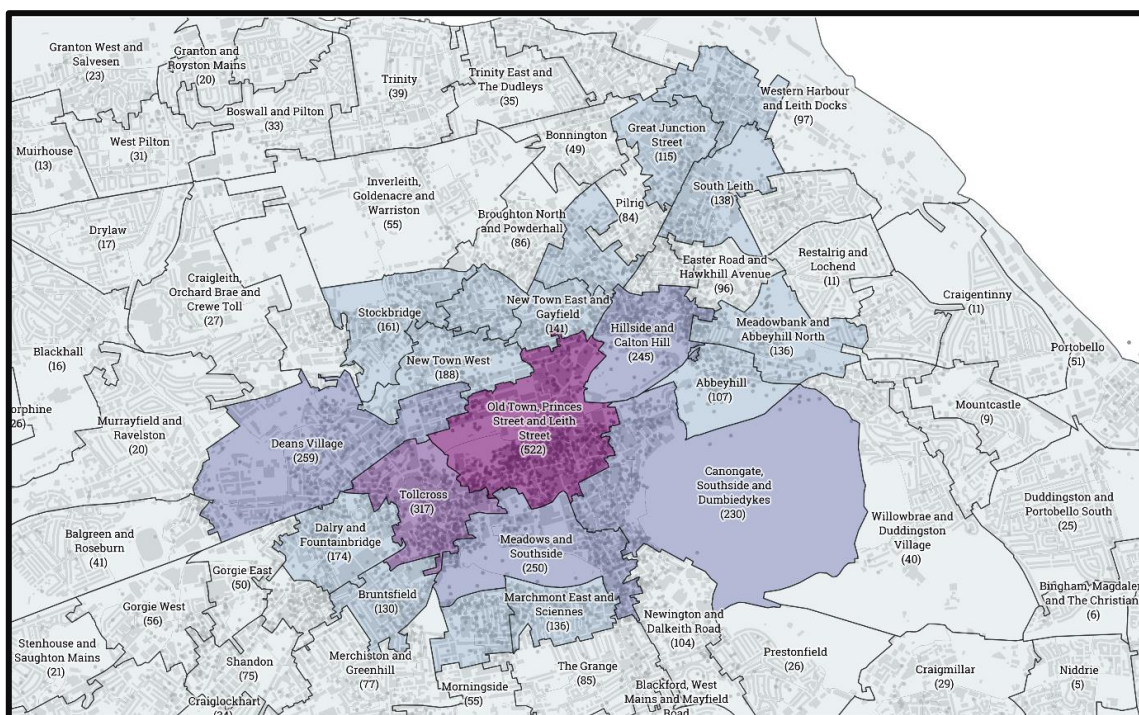 Granton West and
Salvesen
(23)
Granton and
Royston Mains
(20)
Trinity
(39)
Trinity East and
The Dudleys
(35)
Western Harbour
and Leith Docks
(97)
Boswall and Pilton
(33)
West Pilton
(31)
Muirhouse
(13)
Bonnington
(49)
Great Junction
Street
(115)
Inverleith,
Goldenacre and
Warriston
(55)
South Leith
(138)
Pilrig
(84)
Broughton North
and Powderhall
(86)
Drylaw
(17)
Easter Road and
Hawkhill Avenue
(96)
Restalrig and
Lochend
(11)
Craigleith,
Orchard Brae and
Crewe Toll
(27)
Craigentinny
(11)
Stockbridge
(161)
New Town East and
Gayfield
(141)
Hillside and
Calton Hill
(245)
Meadowbank and
Abbeyhill North
(136)
Portobello
(51)
Blackhall
(16)
New Town West
(188)
Abbeyhill
(107)
orphine
26)
Murrayfield and
Ravelston
(20)
Old Town, Princes
Street and Leith
Street
(522)
Mountcastle
(9)
Deans Village
(259)
Canongate,
Southside and
Dumbiedykes
(230)
Tollcross
(317)
Duddingston and
Portobello South
(25)
Willowbrae and
Duddingston
Village
(40)
Balgreen and
Roseburn
(41)
Dalry and
Fountainbridge
(174)
Meadows and
Southside
(250)
Gorgie East
(50)
Bruntsfield
(130)
Marchmont East and
Sciennes
(136)
Bingham, Magdalen
and The Christian
(6)
Gorgie West
(56)
Newington and
Dalkeith Road
(104)
Stenhouse and
Saughton Mains
(21)
Shandon
(75)
Merchiston and
Greenhill
(77)
Morningside
(55)
The Grange
(85)
Prestonfield
(26)
Craigmillar
(29)
Niddrie
(5)
Craiglockhart
Blackford, West
Mains and Mayfield
Road